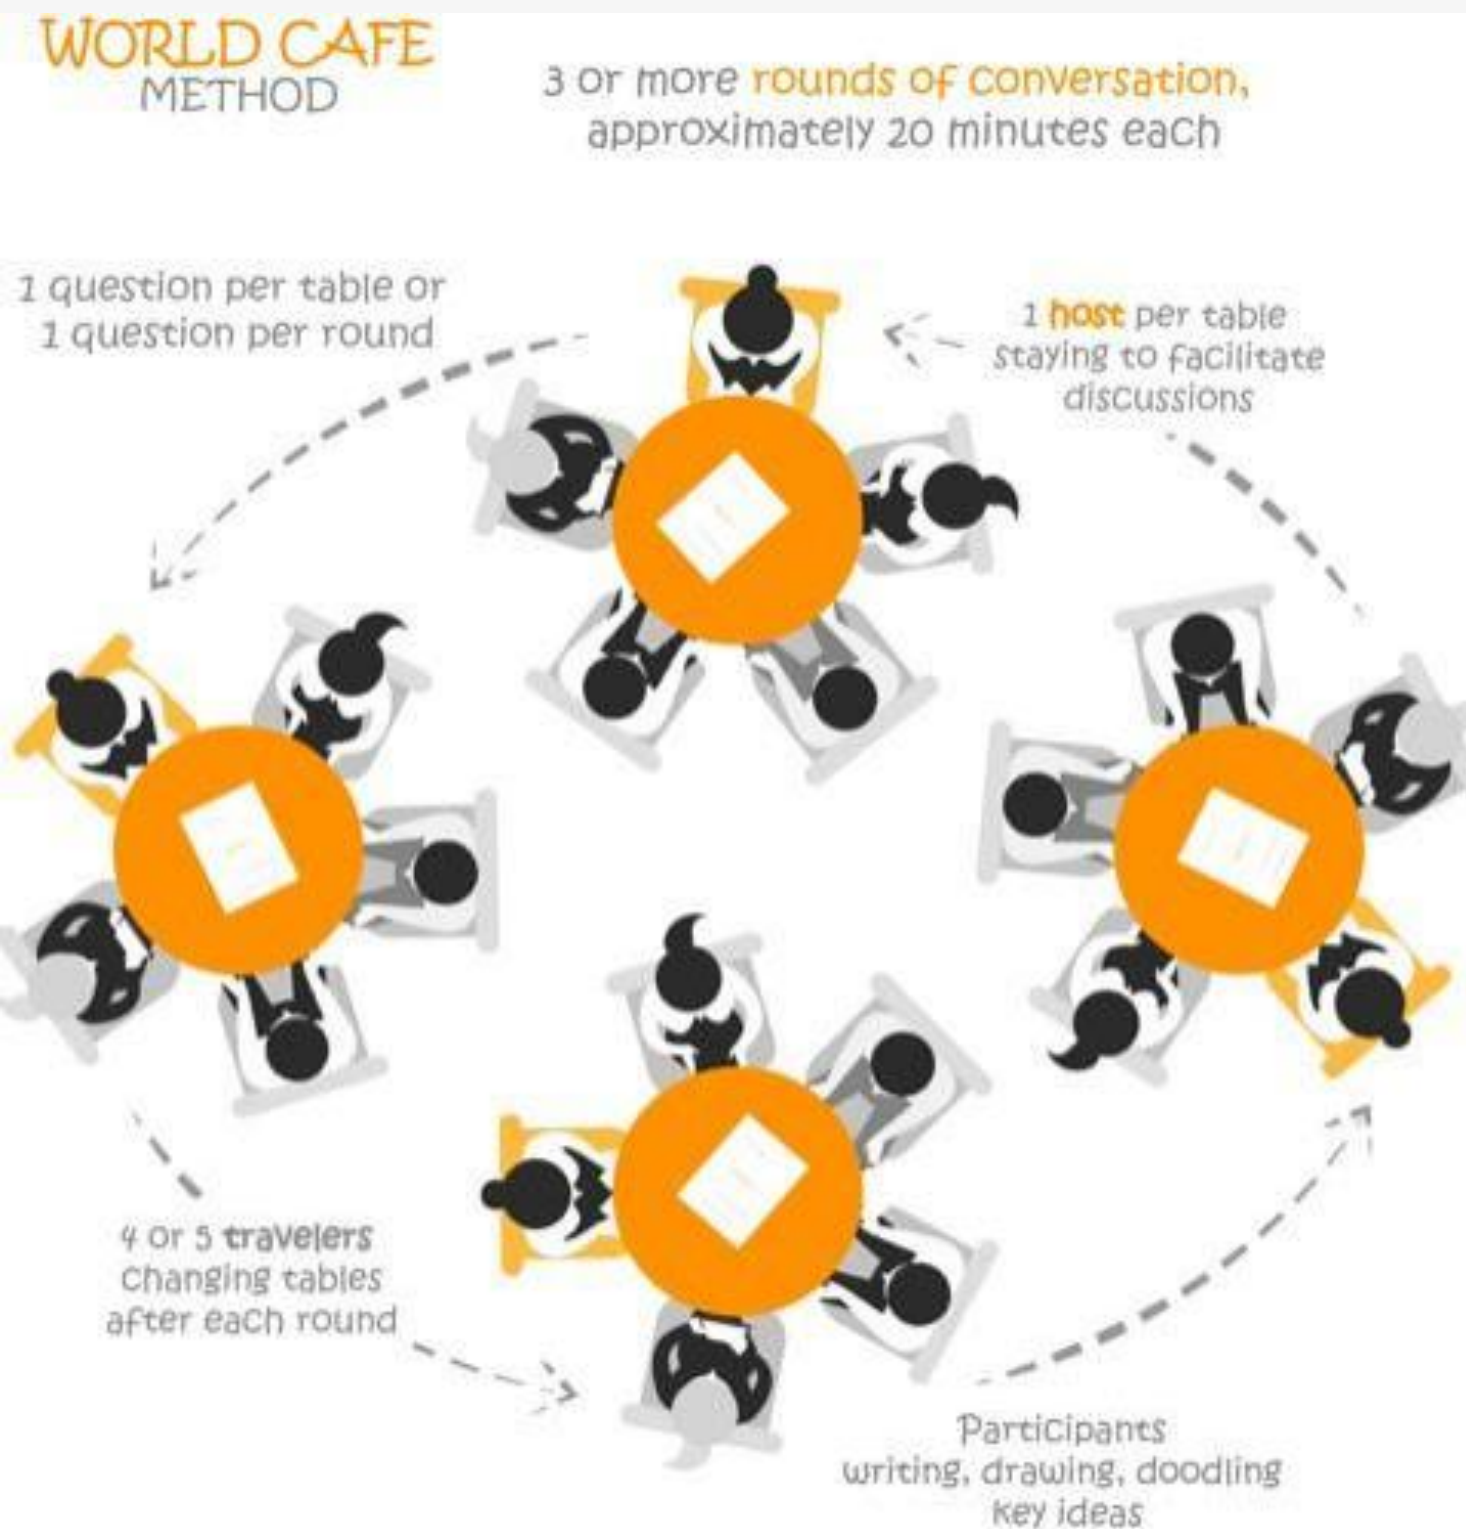 WORLD CAFE
METHOD
3 or more rounds of conversation,
approximately 20 minutes each
1 question per table or
1 question per round
1 host per table
staying to facilitate
discussions
4 or 5 travelers
changing tables
after each round
Participants
writing, drawing, doodling
key ideas